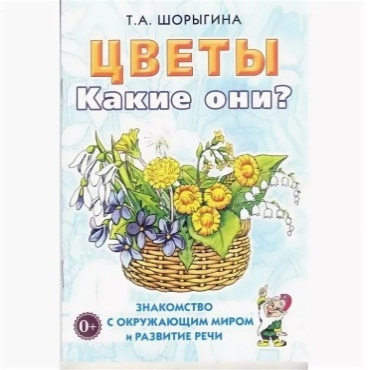 Т.А. ШОРЫГИНА
ЦВЕТЫ
Какие они?
ЗНАКОМСТВО
С ОКРУЖАЮЩИМ МИРОМ
и РАЗВИТИЕ РЕЧИ
0+